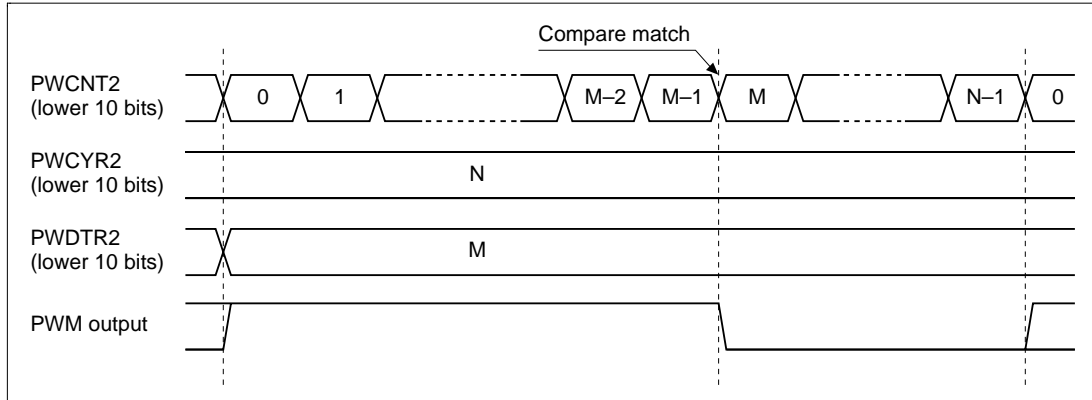 Compare match
PWCNT2
(lower 10 bits)
0 1 M–2 M–1 M N–1 0
PWCYR2
(lower 10 bits)
N
PWDTR2
(lower 10 bits)
M
PWM output